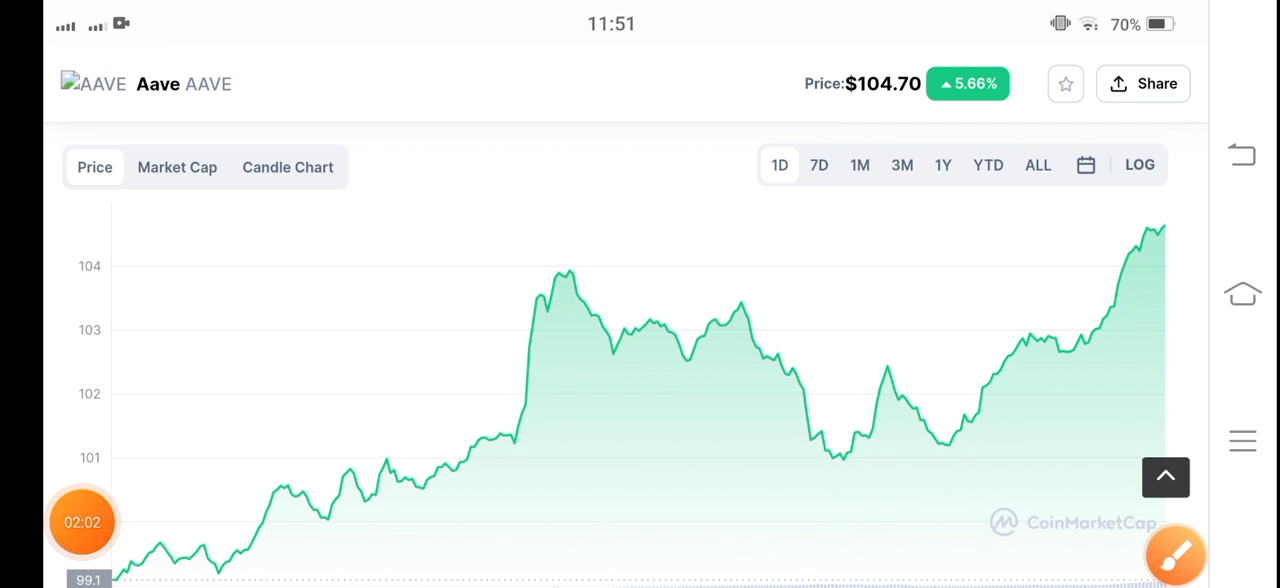 11:51
70%
AAVE Aave AAVE
Price:$104.70 5.66%
Share
Price Market Cap Candle Chart
1D 7D 1M 3M 1Y YTD ALL LOG
104
103
102
101
CoinMarketCap
02:02
99.1